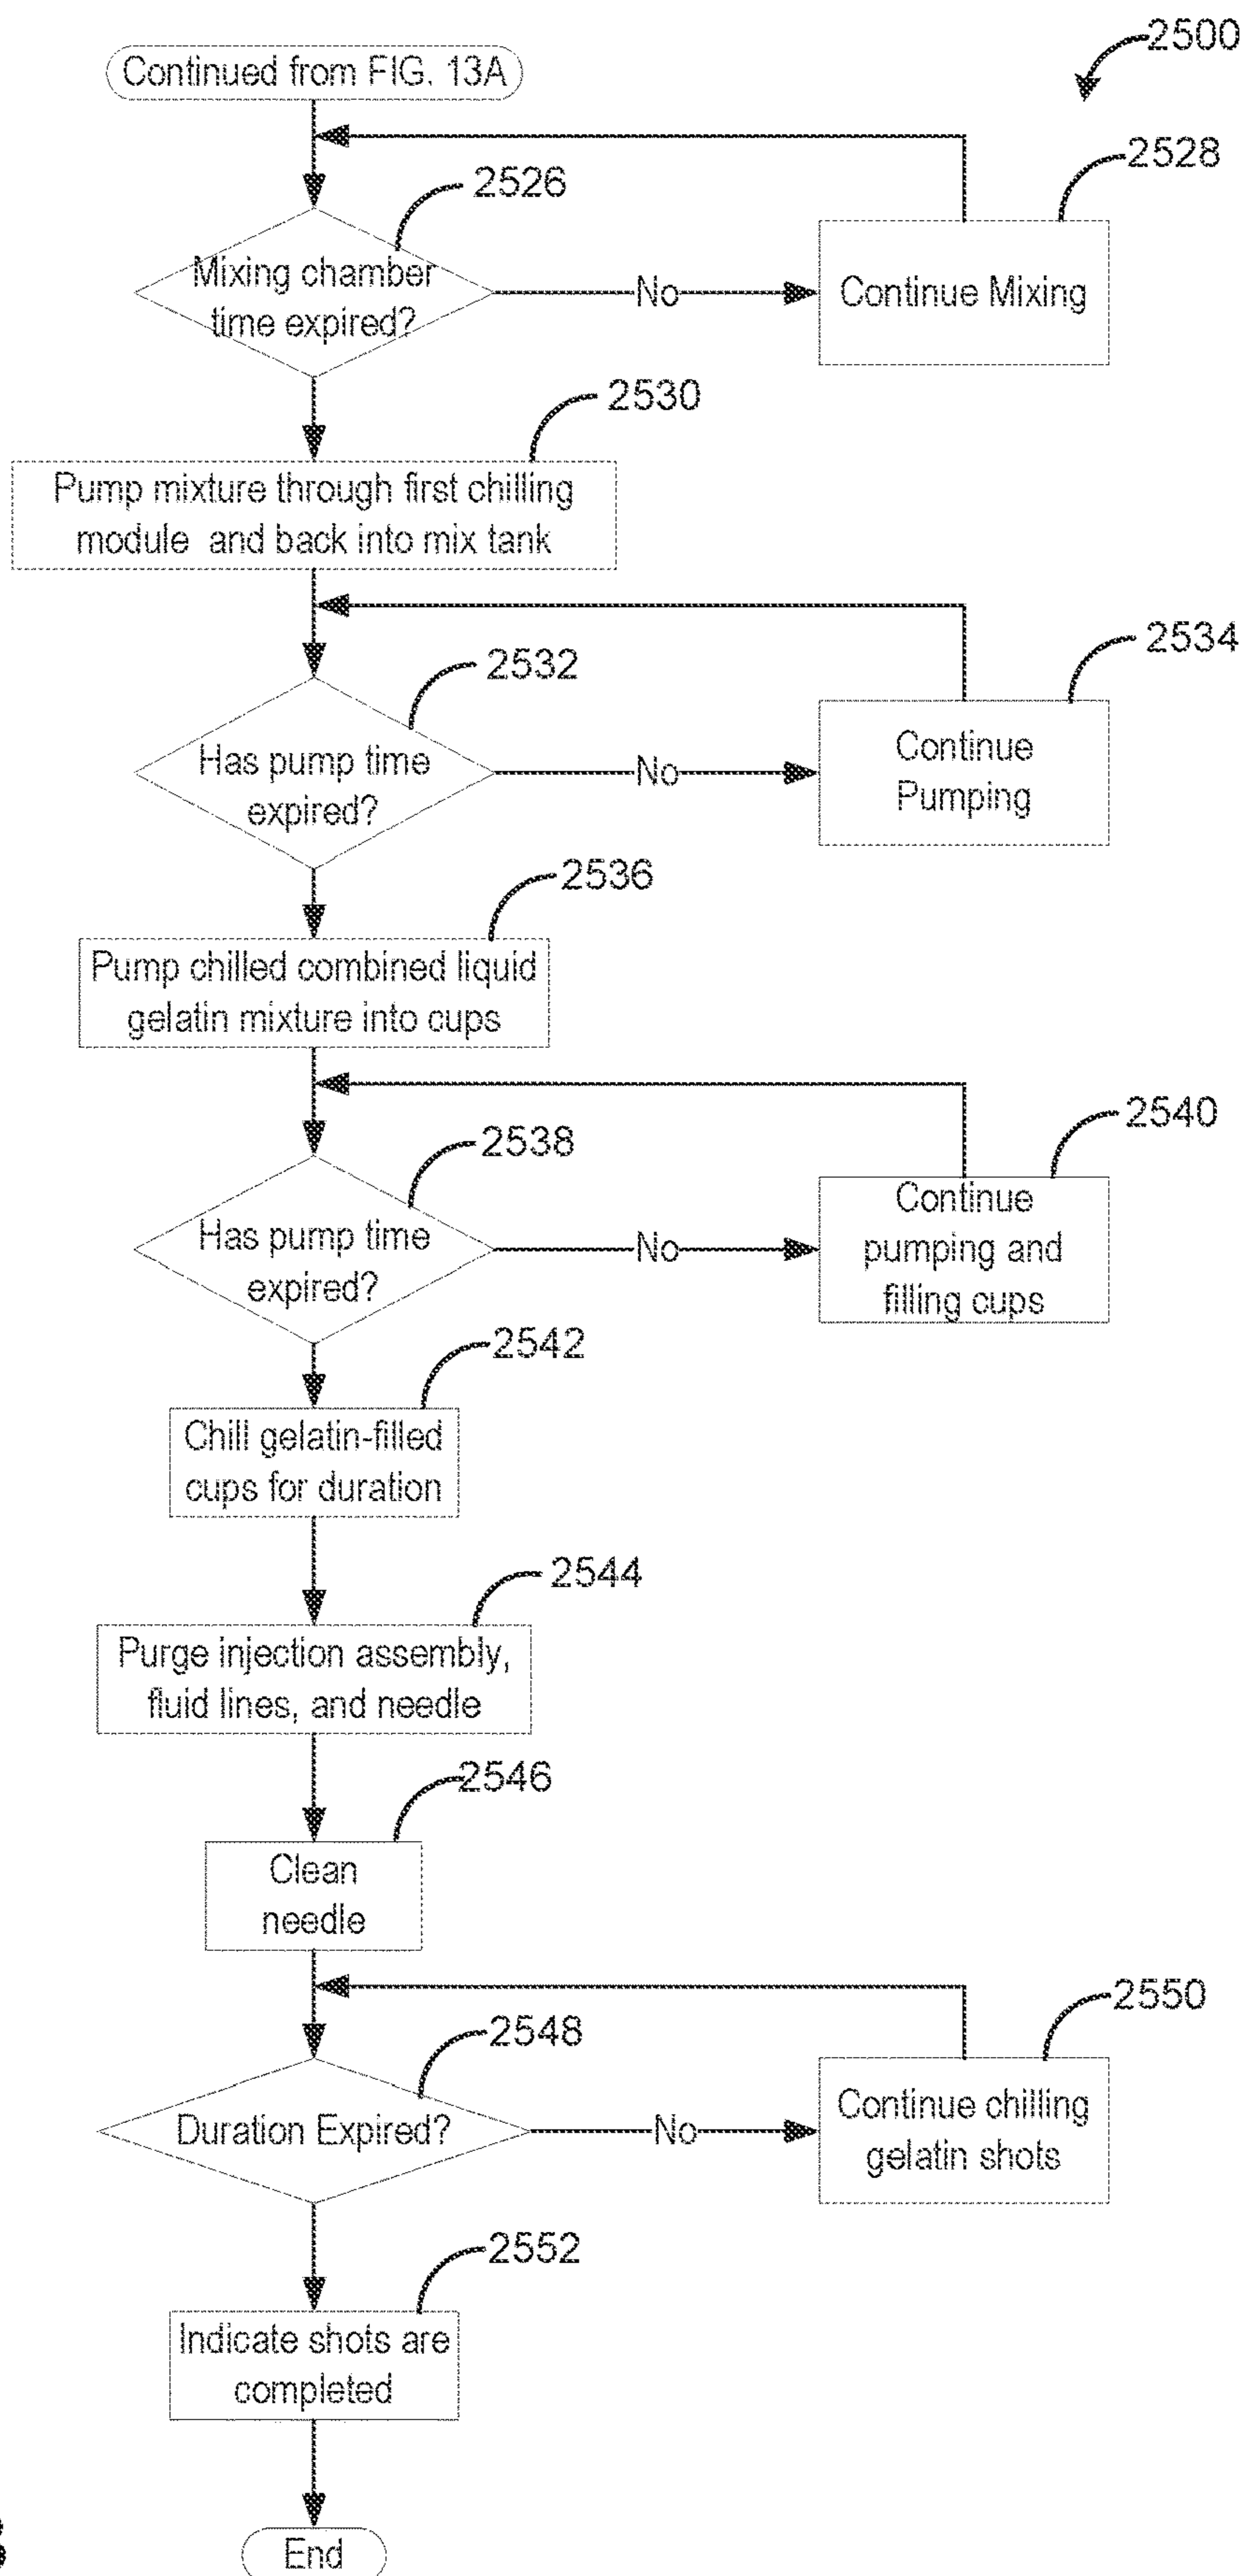 2500
Continued from FIG. 13A
2528
2526
Mixing chamber
time expired?
No
Continue Mixing
2530
Pump mixture through first chilling
module and back into mix tank
2534
2532
Has pump time
expired?
No
Continue
Pumping
2536
Pump chilled combined liquid
gelatin mixture into cups
2540
2538
Has pump time
expired?
No
Continue
pumping and
filling cups
2542
Chill gelatin-filled
cups for duration
2544
Purge injection assembly,
fluid lines, and needle
2546
Clean
needle
2550
2548
Duration Expired?
No
Continue chilling
gelatin shots
2552
Indicate shots are
completed
End